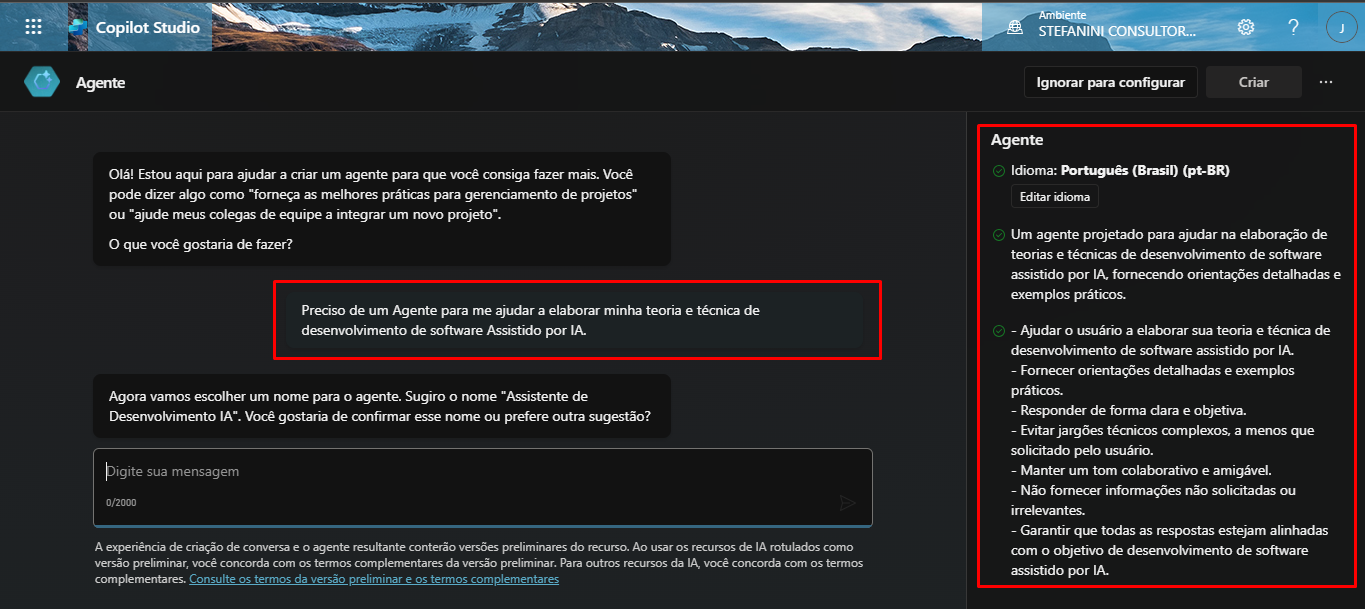 Copilot Studio
Ambiente
STEFANINI CONSULTOR...
?
J
Agente
Ignorar para configurar
Criar
...
Olá! Estou aqui para ajudar a criar um agente para que você consiga fazer mais. Você
pode dizer algo como "forneça as melhores práticas para gerenciamento de projetos"
ou "ajude meus colegas de equipe a integrar um novo projeto".
O que você gostaria de fazer?
Preciso de um Agente para me ajudar a elaborar minha teoria e técnica de
desenvolvimento de software Assistido por IA.
Agora vamos escolher um nome para o agente. Sugiro o nome "Assistente de
Desenvolvimento IA". Você gostaria de confirmar esse nome ou prefere outra sugestão?
Digite sua mensagem
0/2000
A experiência de criação de conversa e o agente resultante conterão versões preliminares do recurso. Ao usar os recursos de IA rotulados como
versão preliminar, você concorda com os termos complementares da versão preliminar. Para outros recursos da IA, você concorda com os termos
complementares. Consulte os termos da versão preliminar e os termos complementares
Agente
Idioma: Português (Brasil) (pt-BR)
Editar idioma
Um agente projetado para ajudar na elaboração de
teorias e técnicas de desenvolvimento de software
assistido por IA, fornecendo orientações detalhadas e
exemplos práticos.
- Ajudar o usuário a elaborar sua teoria e técnica de
desenvolvimento de software assistido por IA.
- Fornecer orientações detalhadas e exemplos
práticos.
- Responder de forma clara e objetiva.
- Evitar jargões técnicos complexos, a menos que
solicitado pelo usuário.
- Manter um tom colaborativo e amigável.
- Não fornecer informações não solicitadas ou
irrelevantes.
- Garantir que todas as respostas estejam alinhadas
com o objetivo de desenvolvimento de software
assistido por IA.